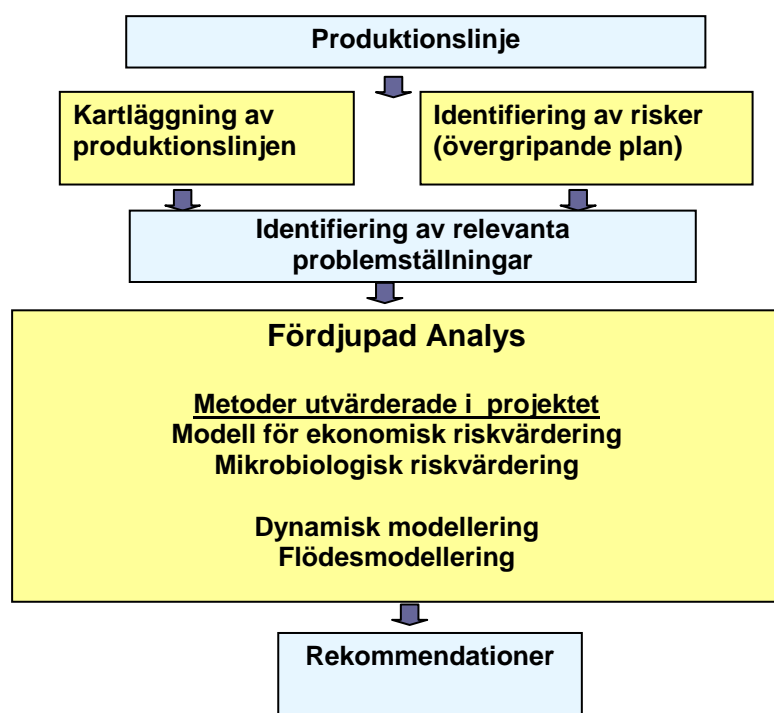 Produktionslinje
Kartläggning av
produktionslinjen
Identifiering av risker
(övergripande plan)
Identifiering av relevanta
problemställningar
Fördjupad Analys
Metoder utvärderade i projektet
Modell för ekonomisk riskvärdering
Mikrobiologisk riskvärdering
Dynamisk modellering
Flödesmodellering
Rekommendationer